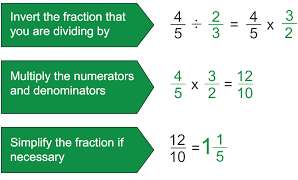 Invert the fraction that
you are dividing by
4/5 ÷ 2/3 = 4/5 x 3/2
Multiply the numerators
and denominators
4/5 x 3/2 = 12/10
Simplify the fraction if
necessary
12/10 = 1 1/5